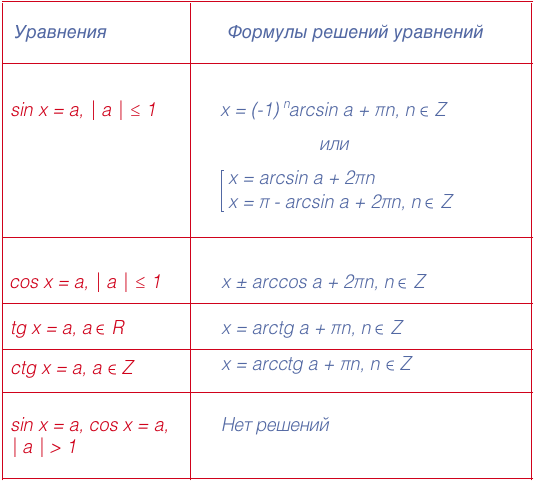 Уравнения Формулы решений уравнений
sin x = a, | a | ≤ 1 x = (-1) ⁿarcsin a + πn, n ∈ Z
или
x = arcsin a + 2πn
x = π - arcsin a + 2πn, n ∈ Z
cos x = a, | a | ≤ 1 x ± arccos a + 2πn, n ∈ Z
tg x = a, a ∈ R x = arctg a + πn, n ∈ Z
ctg x = a, a ∈ Z x = arcctg a + πn, n ∈ Z
sin x = a, cos x = a, Нет решений
| a | > 1